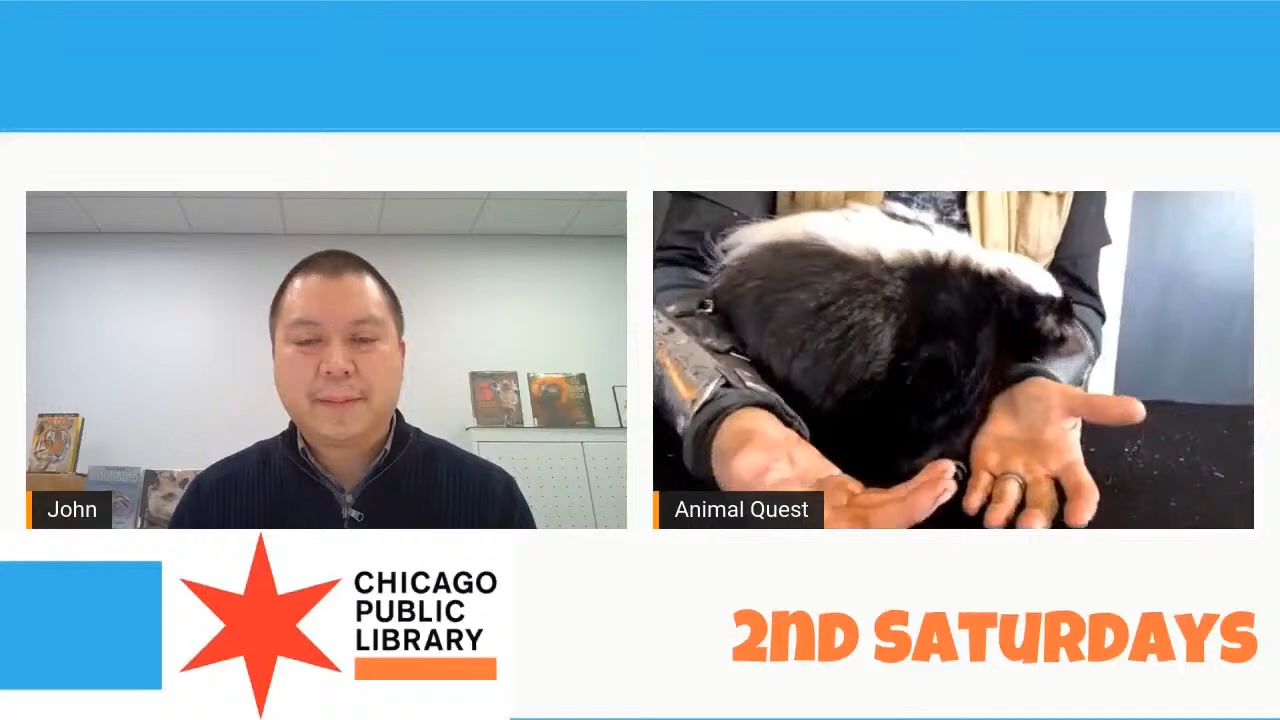 John
Animal Quest
CHICAGO
PUBLIC
LIBRARY
2nd SATURDAYS